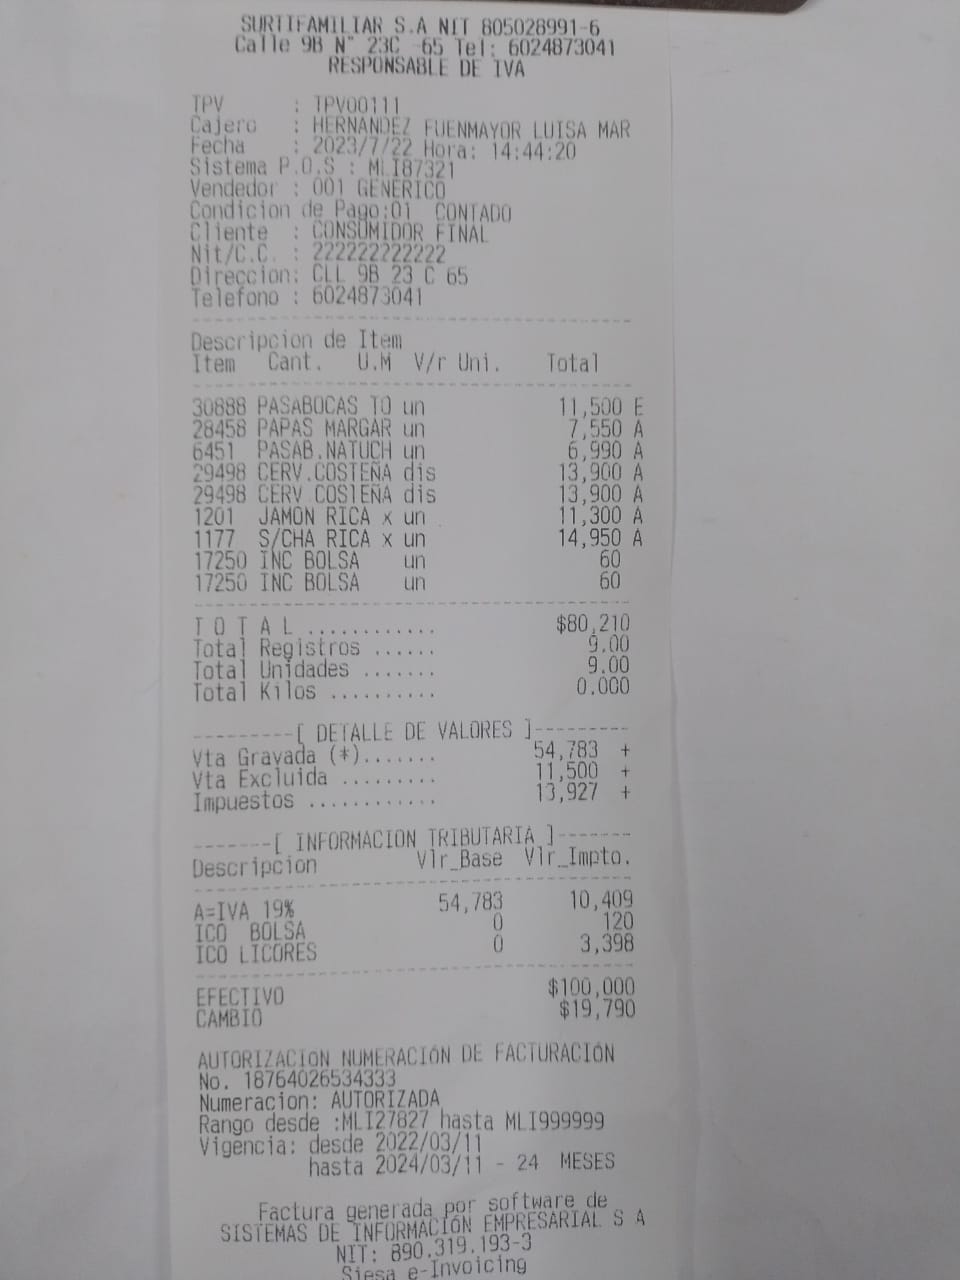 SURTIFAMILIAR S.A NIT 805028991-6
Calle 9B N° 23C -65 Tel: 6024873041
RESPONSABLE DE IVA
TPV : TPV00111
Cajero : HERNANDEZ FUENMAYOR LUISA MAR
Fecha : 2023/7/22 Hora: 14:44:20
Sistema P.O.S : MLI87321
Vendedor : 001 GENERICO
Condicion de Pago:01 CONTADO
Cliente : CONSUMIDOR FINAL
Nit/C.C. : 222222222222
Direccion: CLL 9B 23 C 65
Telefono : 6024873041
Descripcion de Item
Item Cant. U.M V/r Uni. Total
30888 PASABOCAS TO un 11,500 E
28458 PAPAS MARGAR un 7,550 A
6451 PASAB.NATUCH un 6,990 A
29498 CERV.COSTEÑA dis 13,900 A
29498 CERV COSTEÑA dis 13,900 A
1201 JAMON RICA x un 11,300 A
1177 S/CHA RICA x un 14,950 A
17250 INC BOLSA un 60
17250 INC BOLSA un 60
T O T A L ............ $80,210
Total Registros ...... 9.00
Total Unidades ....... 9.00
Total Kilos .......... 0.000
---------[ DETALLE DE VALORES ]---------
Vta Gravada (*)....... 54,783 +
Vta Excluida ......... 11,500 +
Impuestos ............ 13,927 +
-------[ INFORMACION TRIBUTARIA ]-------
Descripcion Vlr_Base Vlr_Impto.
A=IVA 19% 54,783 10,409
ICO BOLSA 0 120
ICO LICORES 0 3,398
EFECTIVO $100,000
CAMBIO $19,790
AUTORIZACION NUMERACIÓN DE FACTURACIÓN
No. 18764026534333
Numeracion: AUTORIZADA
Rango desde :MLI27827 hasta MLI999999
Vigencia: desde 2022/03/11
hasta 2024/03/11 - 24 MESES
Factura generada por software de
SISTEMAS DE INFORMACIÓN EMPRESARIAL S A
NIT: 890.319.193-3
Siesa e-Invoicing